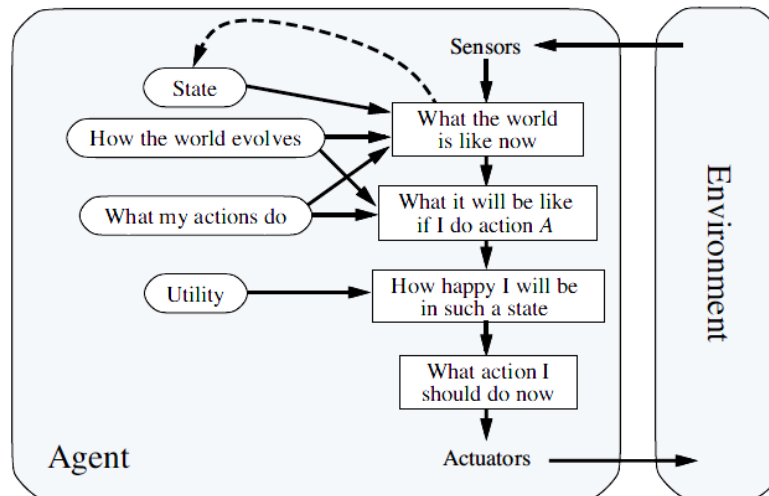 Sensors
State
What the world
is like now
How the world evolves
What my actions do
What it will be like
if I do action A
Utility
How happy I will be
in such a state
What action I
should do now
Agent
Actuators
Environment